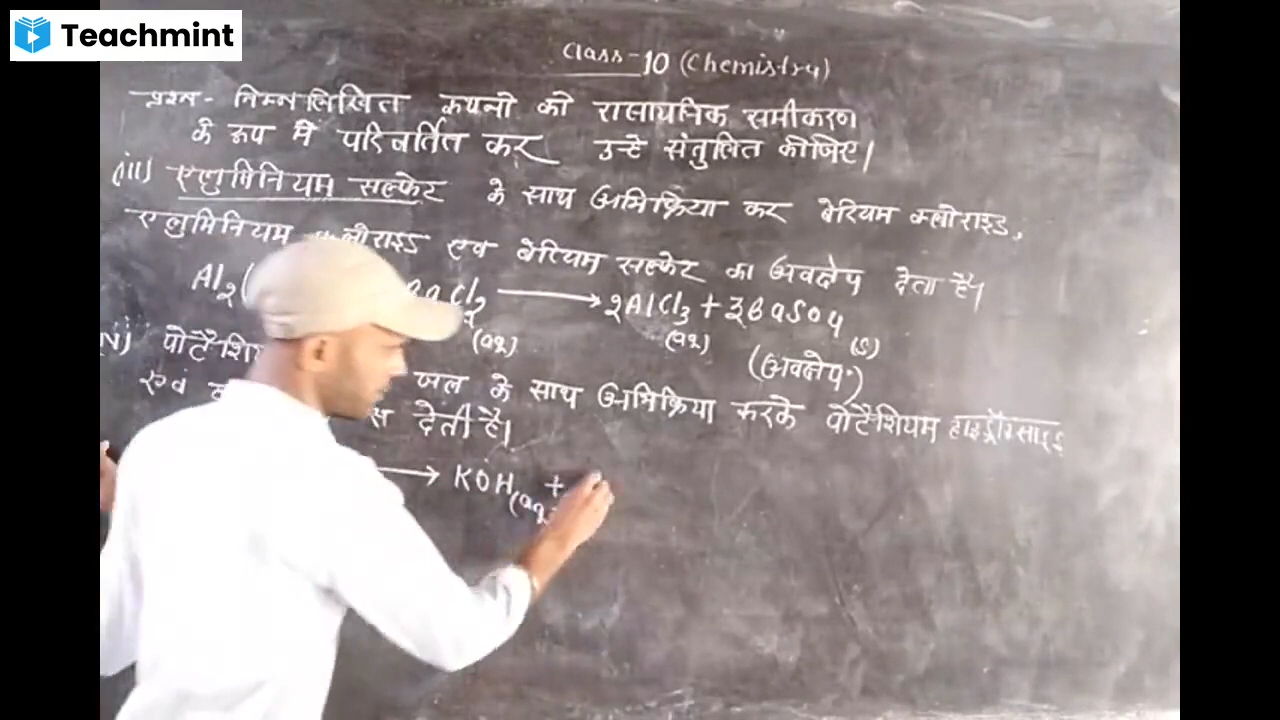 Teachmint
Class-10 (Chemistry)
प्रश्न- निम्नलिखित कथनो को रासायनिक समीकरण
के रूप में परिवर्तित कर उन्हे संतुलित कीजिए।
(iii) एलुमिनियम सल्फेट के साथ अभिक्रिया कर बेरियम क्लोराइड,
एलुमिनियम क्लोराइड एवं बेरियम सल्फेट का अवक्षेप देता है।
Al2( aCl2 ⟶ 2AlCl3 + 3BaSO4
(aq) (aq) (s)
(अवक्षेप)
जल के साथ अभिक्रिया करके पोटैशियम हाइड्रॉक्साइड
एवं देती है।
⟶ KOH(aq) +